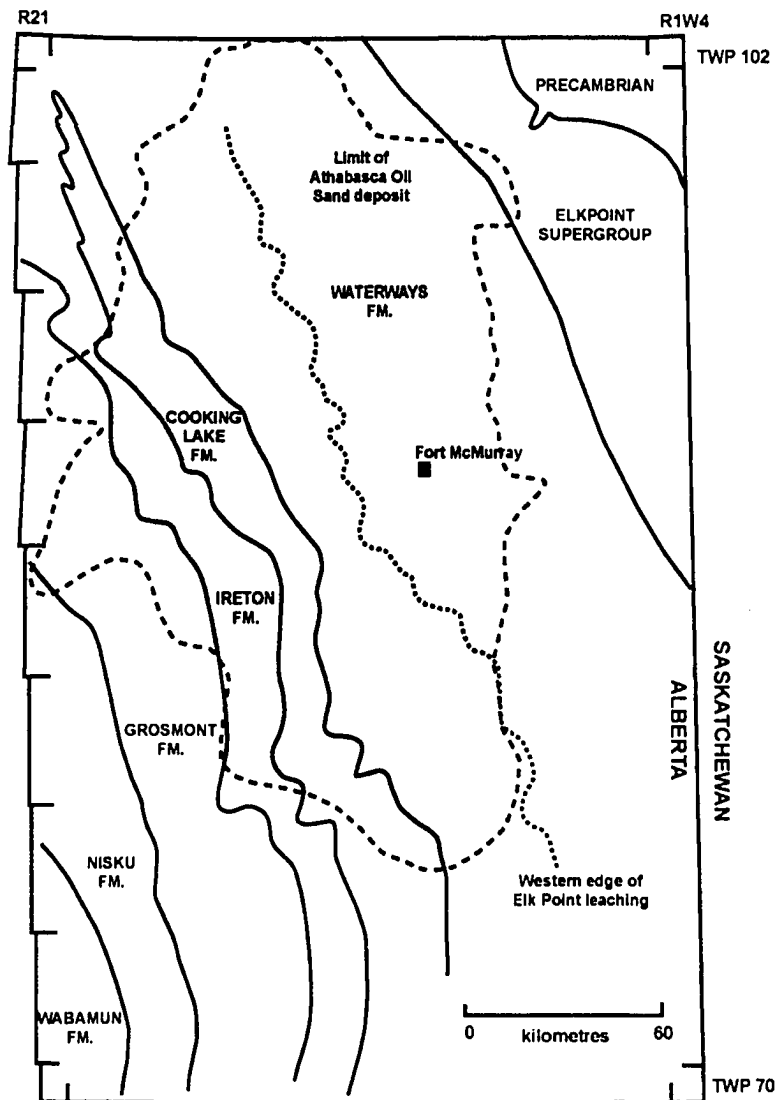 R21
R1W4
TWP 102
PRECAMBRIAN
Limit of
Athabasca Oil
Sand deposit
ELKPOINT
SUPERGROUP
WATERWAYS
FM.
COOKING
LAKE
FM.
Fort McMurray
IRETON
FM.
GROSMONT
FM.
SASKATCHEWAN
ALBERTA
NISKU
FM.
Western edge of
Elk Point leaching
WABAMUN
FM.
0 60
kilometres
TWP 70